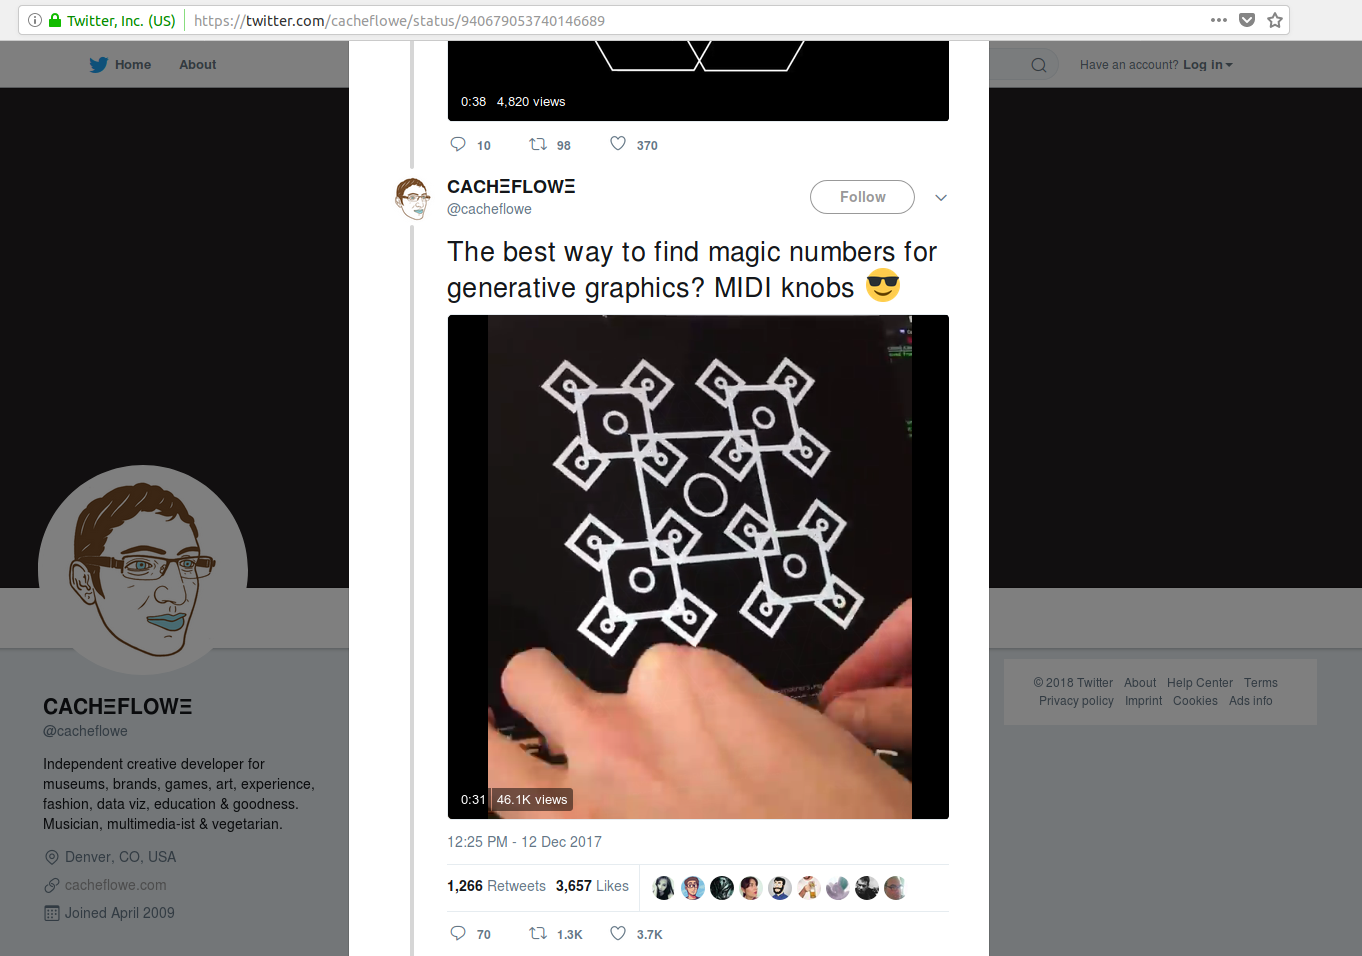 Twitter, Inc. (US) https://twitter.com/cacheflowe/status/940679053740146689
Home About
Have an account? Log in
0:38 4,820 views
10 98 370
CACHΞFLOWΞ
@cacheflowe
Follow
The best way to find magic numbers for
generative graphics? MIDI knobs 😎
0:31 46.1K views
12:25 PM - 12 Dec 2017
1,266 Retweets 3,657 Likes
70 1.3K 3.7K
CACHΞFLOWΞ
@cacheflowe
Independent creative developer for
museums, brands, games, art, experience,
fashion, data viz, education & goodness.
Musician, multimedia-ist & vegetarian.
Denver, CO, USA
cacheflowe.com
Joined April 2009
© 2018 Twitter About Help Center Terms
Privacy policy Imprint Cookies Ads info